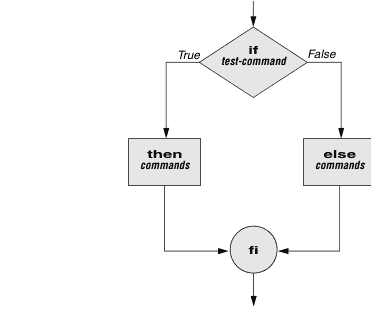 if
test-command
True
False
then
commands
else
commands
fi